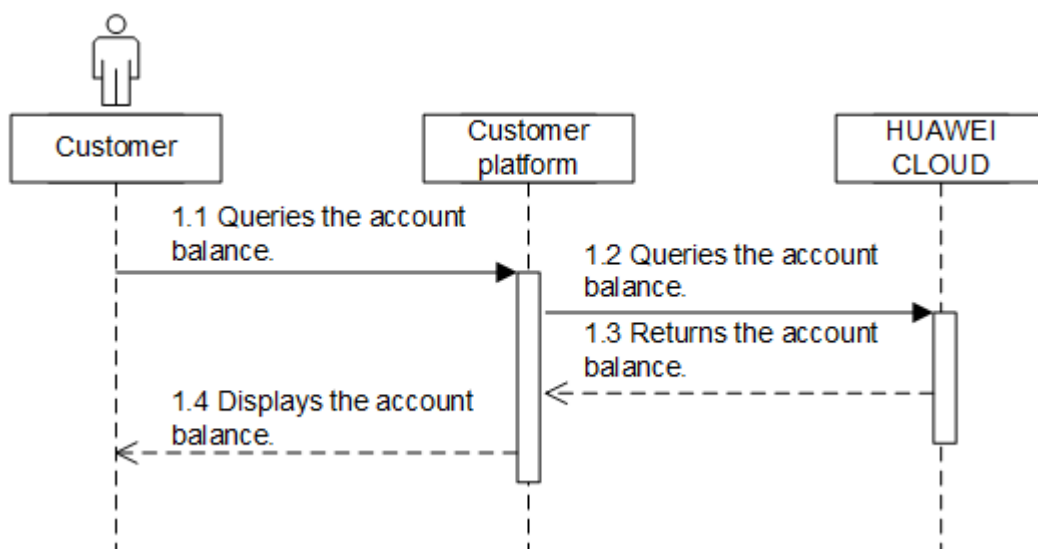 Customer
Customer
platform
HUAWEI
CLOUD
1.1 Queries the account
balance.
1.2 Queries the account
balance.
1.3 Returns the account
balance.
1.4 Displays the account
balance.